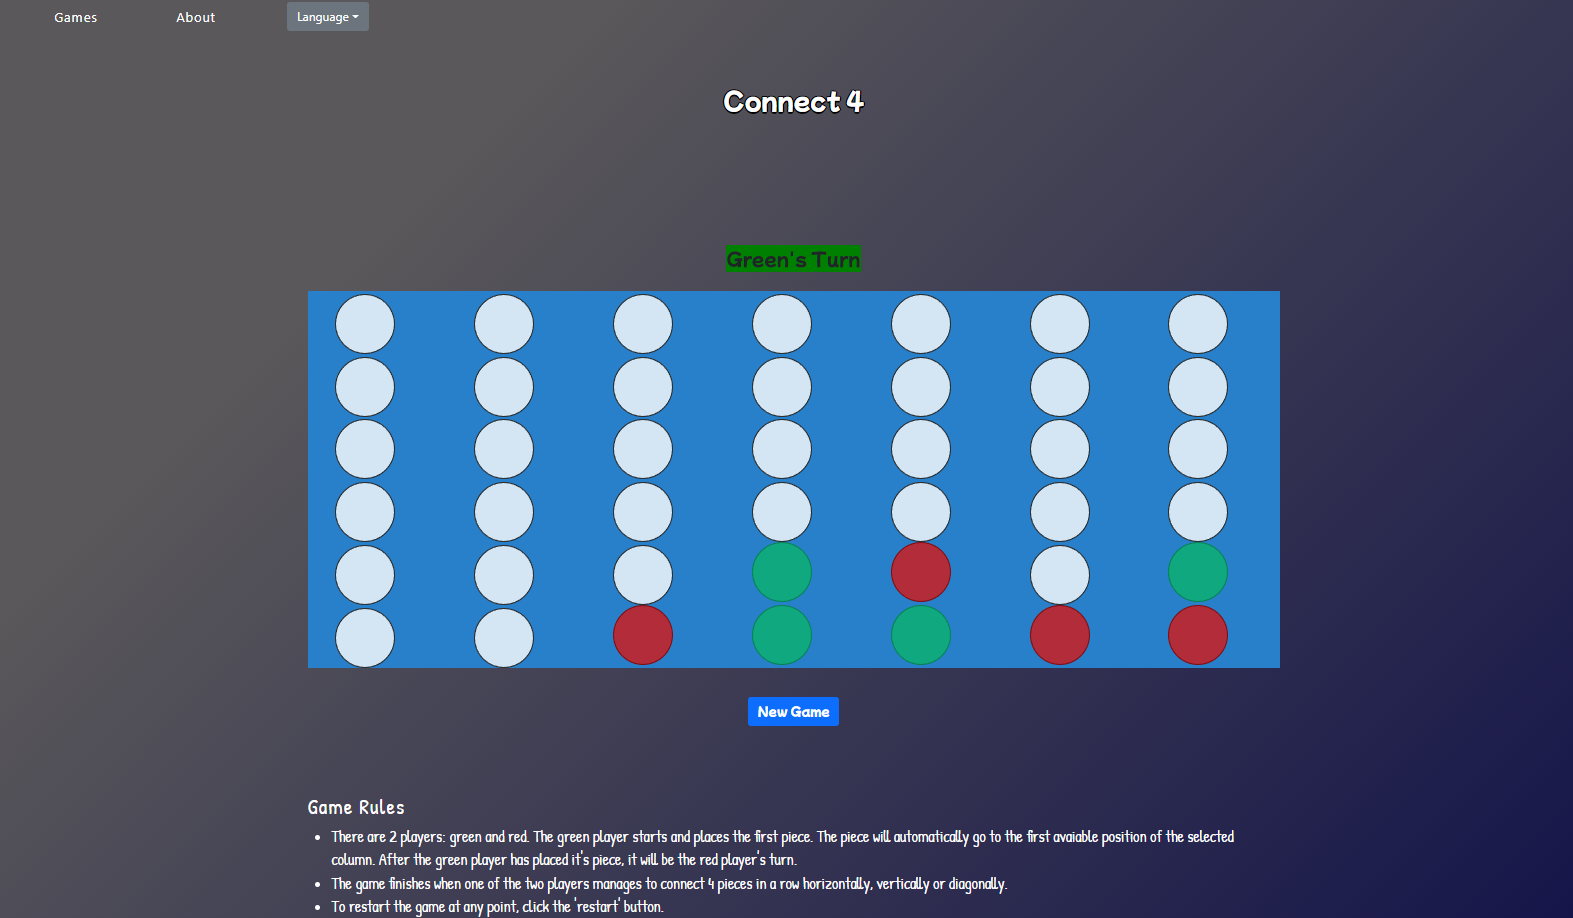 Games About Language
Connect 4
Green's Turn
New Game
Game Rules
There are 2 players: green and red. The green player starts and places the first piece. The piece will automatically go to the first avaiable position of the selected
column. After the green player has placed it's piece, it will be the red player's turn.
The game finishes when one of the two players manages to connect 4 pieces in a row horizontally, vertically or diagonally.
To restart the game at any point, click the 'restart' button.